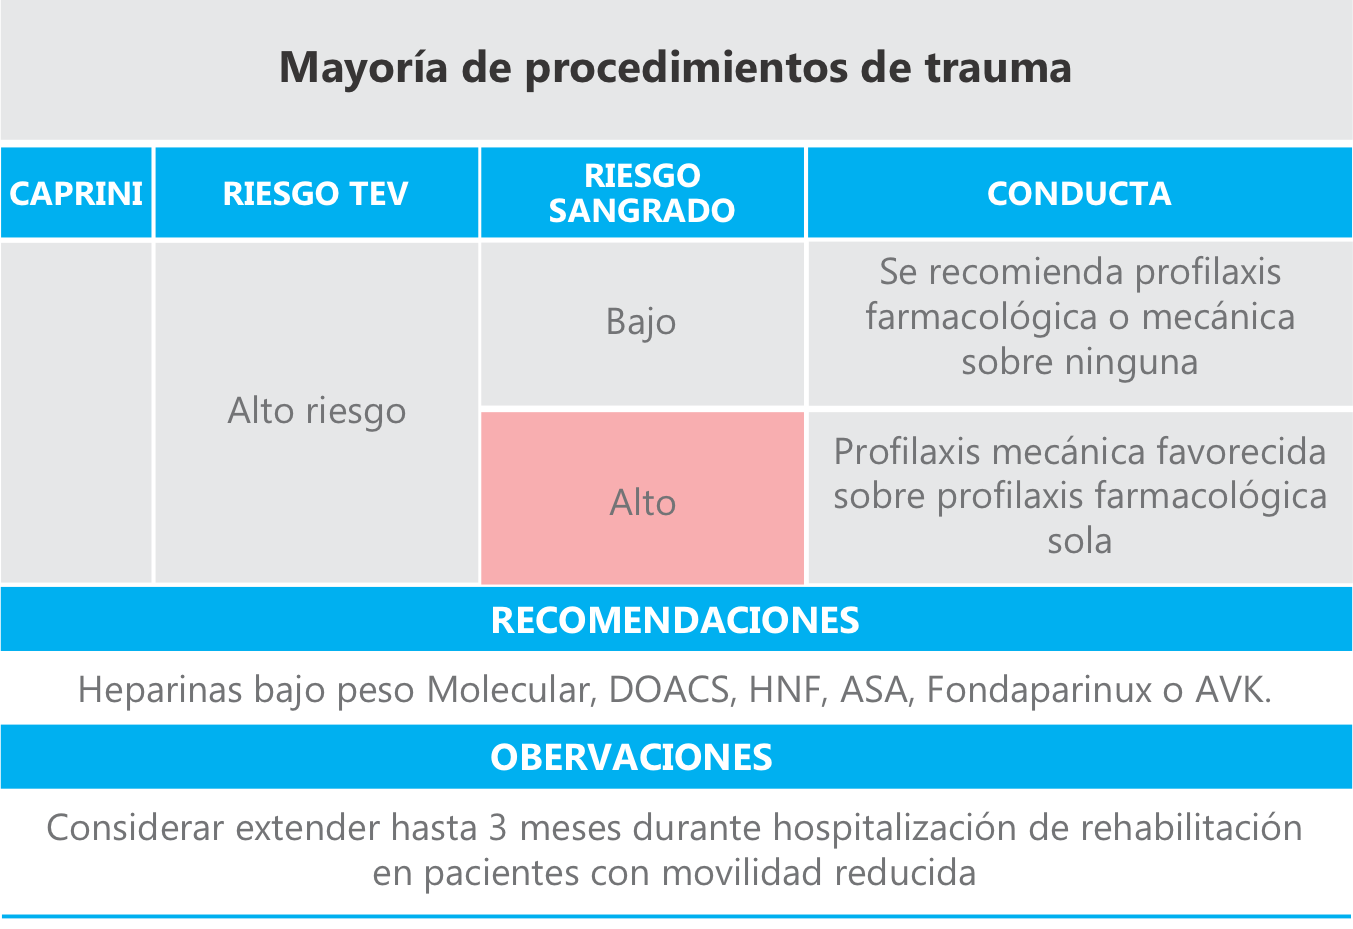 Mayoría de procedimientos de trauma
CAPRINI
RIESGO TEV
RIESGO
SANGRADO
CONDUCTA
Alto riesgo
Bajo
Se recomienda profilaxis
farmacológica o mecánica
sobre ninguna
Alto
Profilaxis mecánica favorecida
sobre profilaxis farmacológica
sola
RECOMENDACIONES
Heparinas bajo peso Molecular, DOACS, HNF, ASA, Fondaparinux o AVK.
OBERVACIONES
Considerar extender hasta 3 meses durante hospitalización de rehabilitación
en pacientes con movilidad reducida